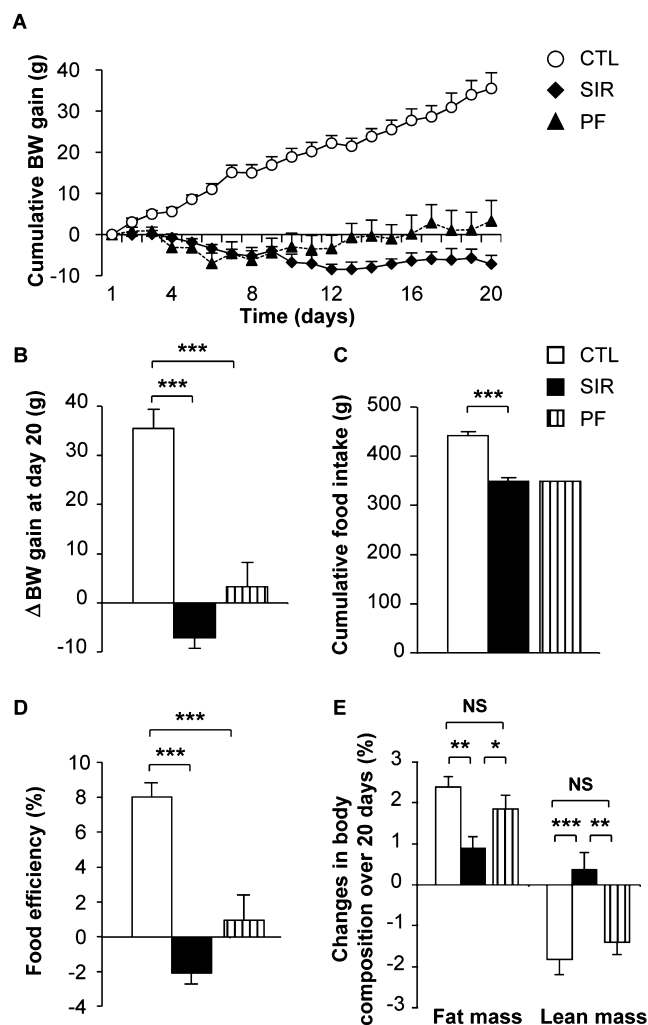 A
Cumulative BW gain (g)
40
30
20
10
0
-10
1
4
8
12
16
20
Time (days)
CTL
SIR
PF
B
Δ BW gain at day 20 (g)
40
30
20
10
0
-10
***
***
C
Cumulative food intake (g)
500
400
300
200
100
0
***
CTL
SIR
PF
D
Food efficiency (%)
10
8
6
4
2
0
-2
-4
***
***
E
Changes in body
composition over 20 days (%)
3
2
1
0
-1
-2
-3
NS
** *
NS
*** **
Fat mass Lean mass